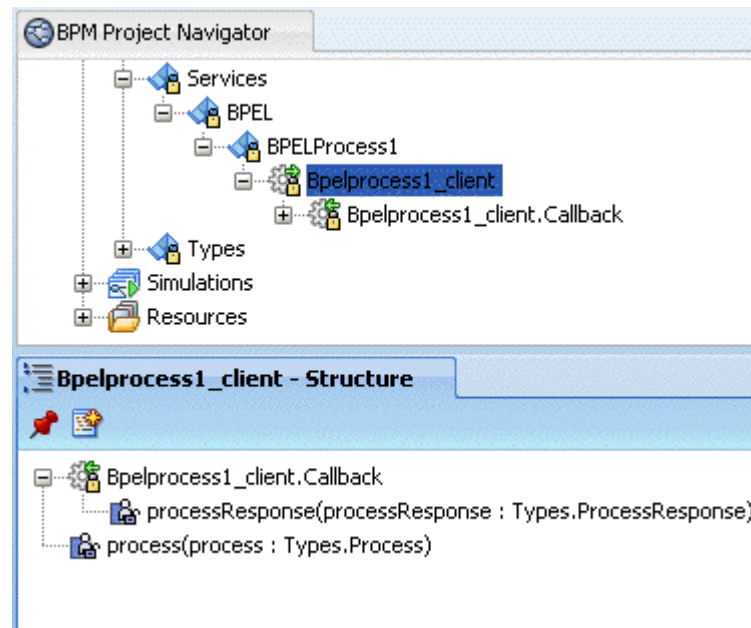 BPM Project Navigator
Services
BPEL
BPELProcess1
Bpelprocess1_client
Bpelprocess1_client.Callback
Types
Simulations
Resources
Bpelprocess1_client - Structure
Bpelprocess1_client.Callback
processResponse(processResponse : Types.ProcessResponse)
process(process : Types.Process)